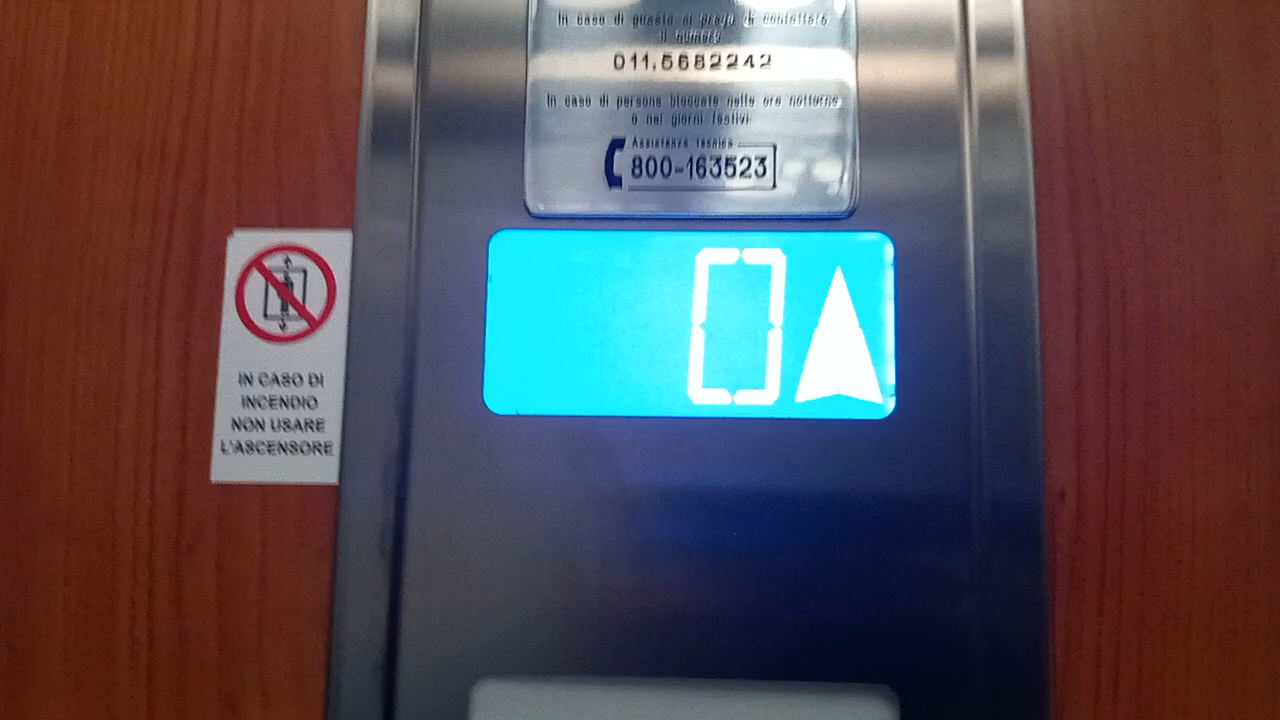 In caso di guasto si prega di contattare
il numero
011.5682242
In caso di persone bloccate nelle ore notturne
o nei giorni festivi:
Assistenza tecnica
800-163523
0
IN CASO DI
INCENDIO
NON USARE
L'ASCENSORE